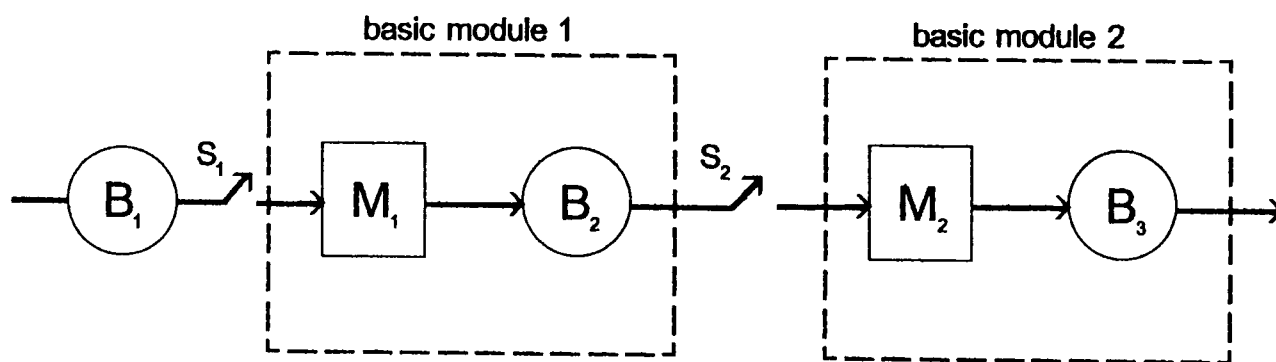 basic module 1
basic module 2
B₁
S₁
M₁
B₂
S₂
M₂
B₃